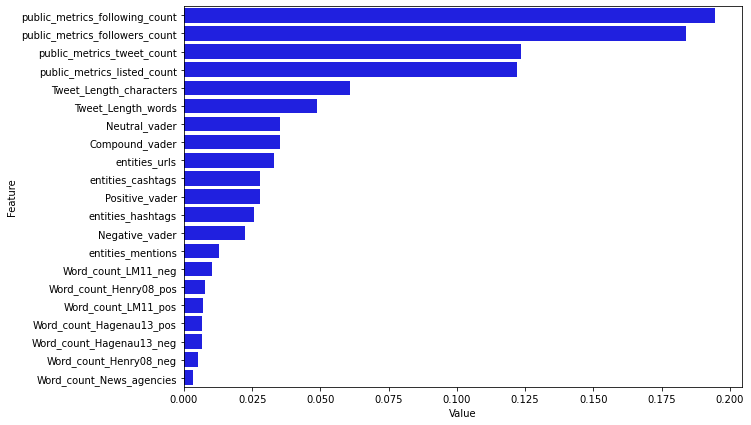 public_metrics_following_count
public_metrics_followers_count
public_metrics_tweet_count
public_metrics_listed_count
Tweet_Length_characters
Tweet_Length_words
Neutral_vader
Compound_vader
entities_urls
entities_cashtags
Positive_vader
entities_hashtags
Negative_vader
entities_mentions
Word_count_LM11_neg
Word_count_Henry08_pos
Word_count_LM11_pos
Word_count_Hagenau13_pos
Word_count_Hagenau13_neg
Word_count_Henry08_neg
Word_count_News_agencies
Feature
0.000 0.025 0.050 0.075 0.100 0.125 0.150 0.175 0.200
Value